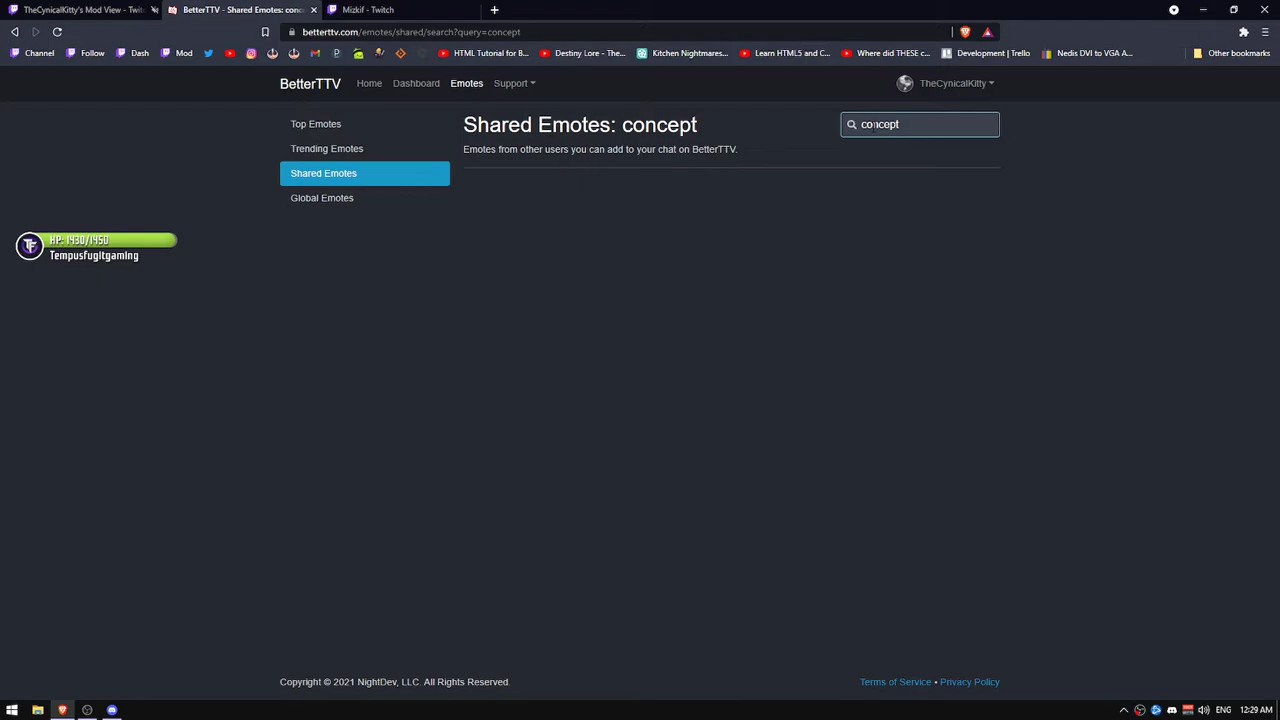 TheCynicalKitty's Mod View - Twitc
BetterTTV - Shared Emotes: conc
Mizkif - Twitch
betterttv.com/emotes/shared/search?query=concept
Channel
Follow
Dash
Mod
HTML Tutorial for B...
Destiny Lore - The...
Kitchen Nightmares...
Learn HTML5 and C...
Where did THESE c...
Development | Trello
Nedis DVI to VGA A...
Other bookmarks
BetterTTV
Home
Dashboard
Emotes
Support
TheCynicalKitty
Top Emotes
Trending Emotes
Shared Emotes
Global Emotes
Shared Emotes: concept
Emotes from other users you can add to your chat on BetterTTV.
concept
TF
HP: 1430/1450
Tempusfugitgaming
Copyright © 2021 NightDev, LLC. All Rights Reserved.
Terms of Service • Privacy Policy
ENG
12:29 AM